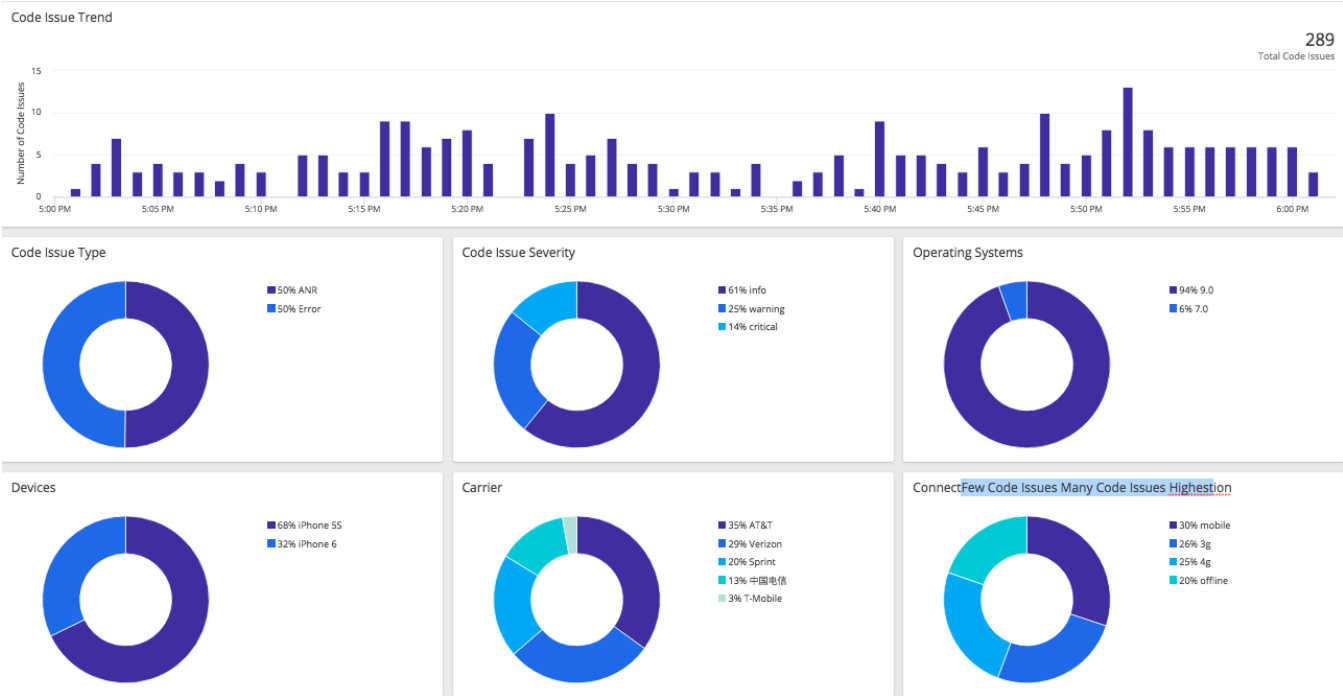 Code Issue Trend
289
Total Code Issues
Number of Code Issues
15
10
5
0
5:00 PM 5:05 PM 5:10 PM 5:15 PM 5:20 PM 5:25 PM 5:30 PM 5:35 PM 5:40 PM 5:45 PM 5:50 PM 5:55 PM 6:00 PM
Code Issue Type
50% ANR
50% Error
Code Issue Severity
61% info
25% warning
14% critical
Operating Systems
94% 9.0
6% 7.0
Devices
68% iPhone 5S
32% iPhone 6
Carrier
35% AT&T
29% Verizon
20% Sprint
13% 中国电信
3% T-Mobile
ConnectFew Code Issues Many Code Issues Highestion
30% mobile
26% 3g
25% 4g
20% offline